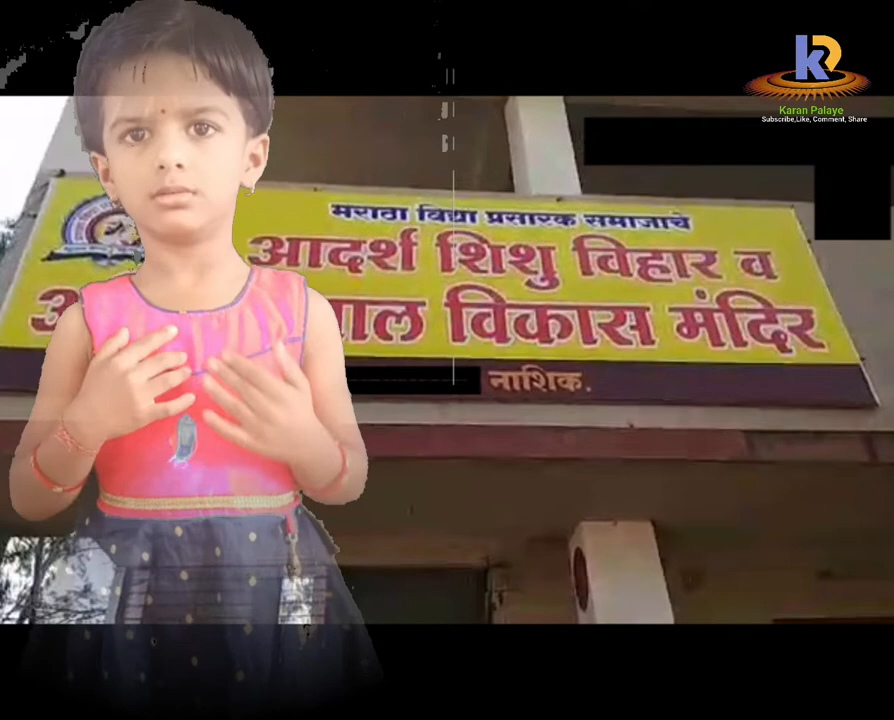 Karan Palaye
Subscribe,Like, Comment, Share
मराठा विद्या प्रसारक समाजाचे
आदर्श शिशु विहार व
विकास मंदिर
नाशिक.